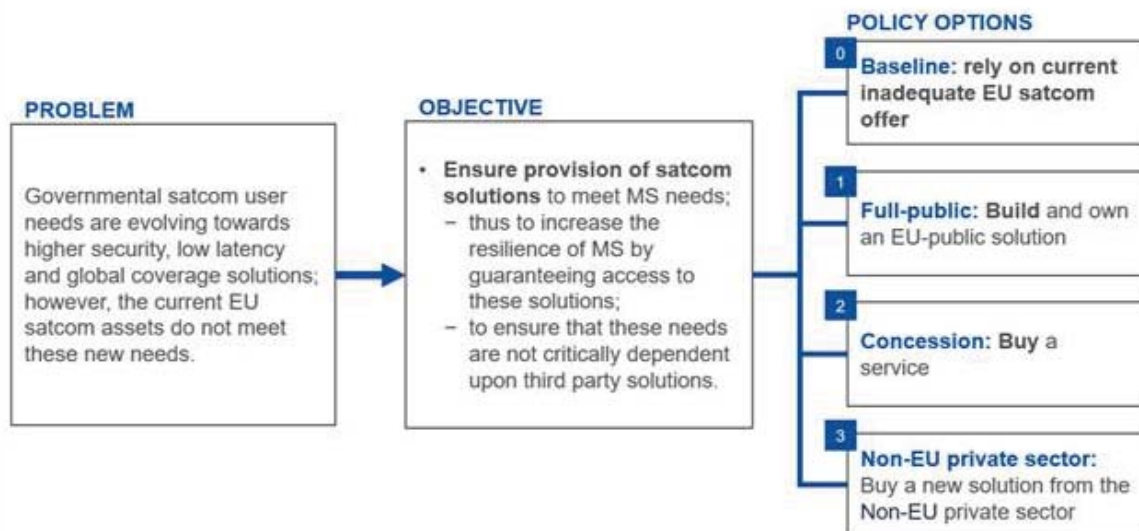 PROBLEM
Governmental satcom user
needs are evolving towards
higher security, low latency
and global coverage solutions;
however, the current EU
satcom assets do not meet
these new needs.
OBJECTIVE
• Ensure provision of satcom
solutions to meet MS needs;
− thus to increase the
resilience of MS by
guaranteeing access to
these solutions;
− to ensure that these needs
are not critically dependent
upon third party solutions.
POLICY OPTIONS
0
Baseline: rely on current
inadequate EU satcom
offer
1
Full-public: Build and own
an EU-public solution
2
Concession: Buy a
service
3
Non-EU private sector:
Buy a new solution from the
Non-EU private sector